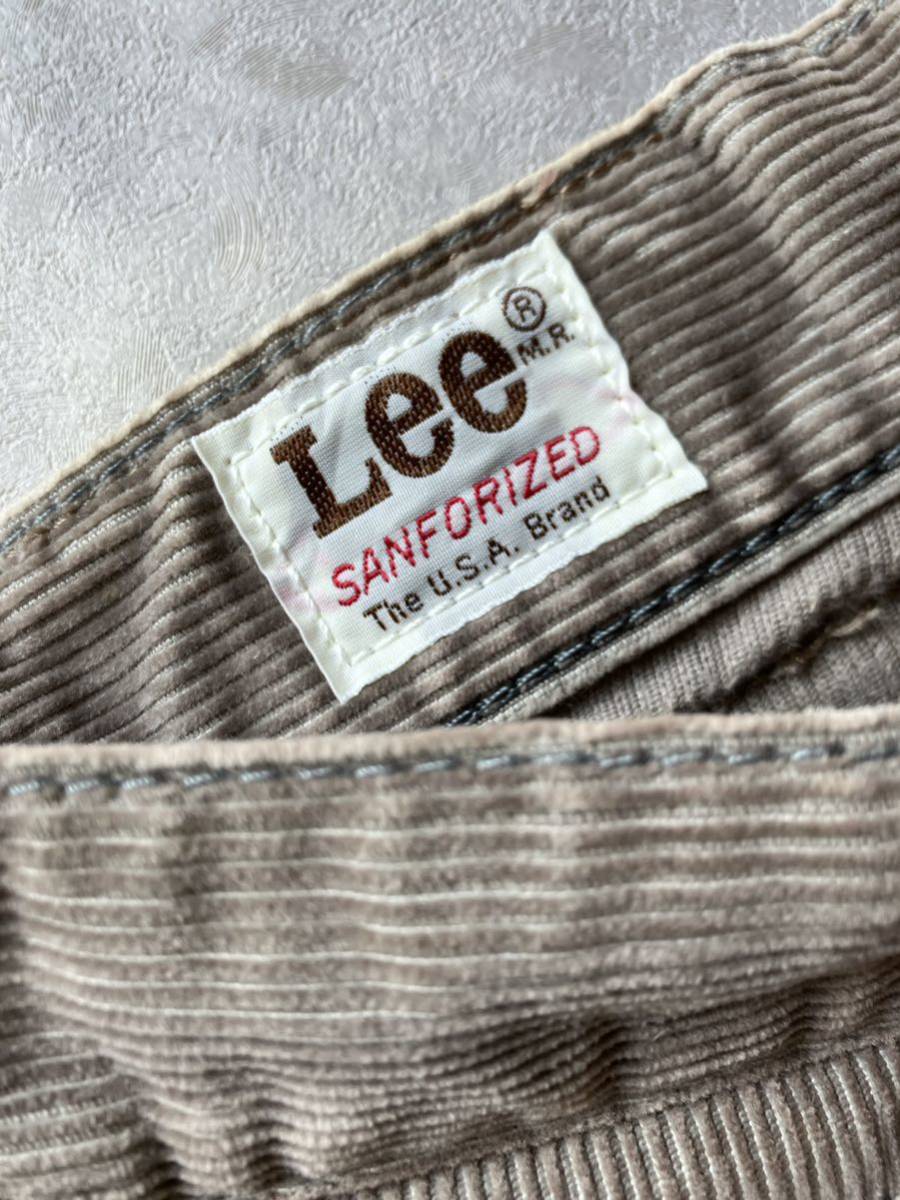 Lee®
M.R.
SANFORIZED
The U.S.A. Brand